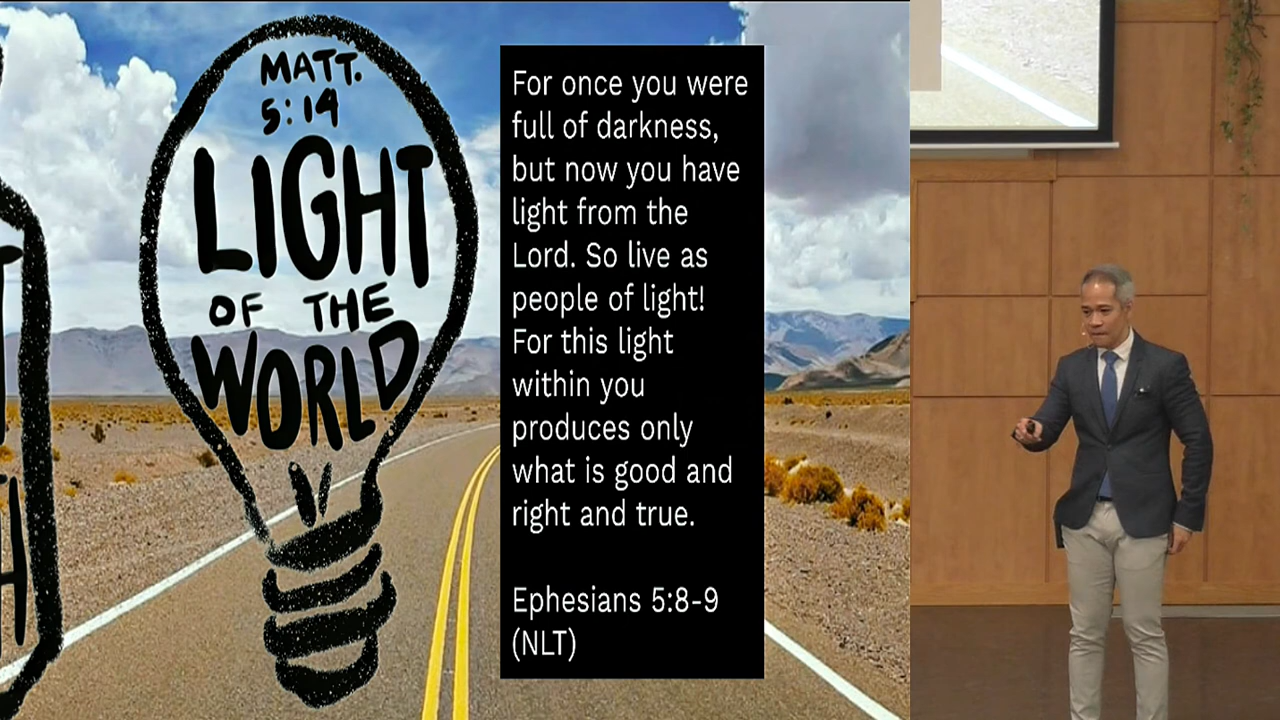 MATT.
5:14
LIGHT
OF THE
WORLD
For once you were
full of darkness,
but now you have
light from the
Lord. So live as
people of light!
For this light
within you
produces only
what is good and
right and true.
Ephesians 5:8-9
(NLT)